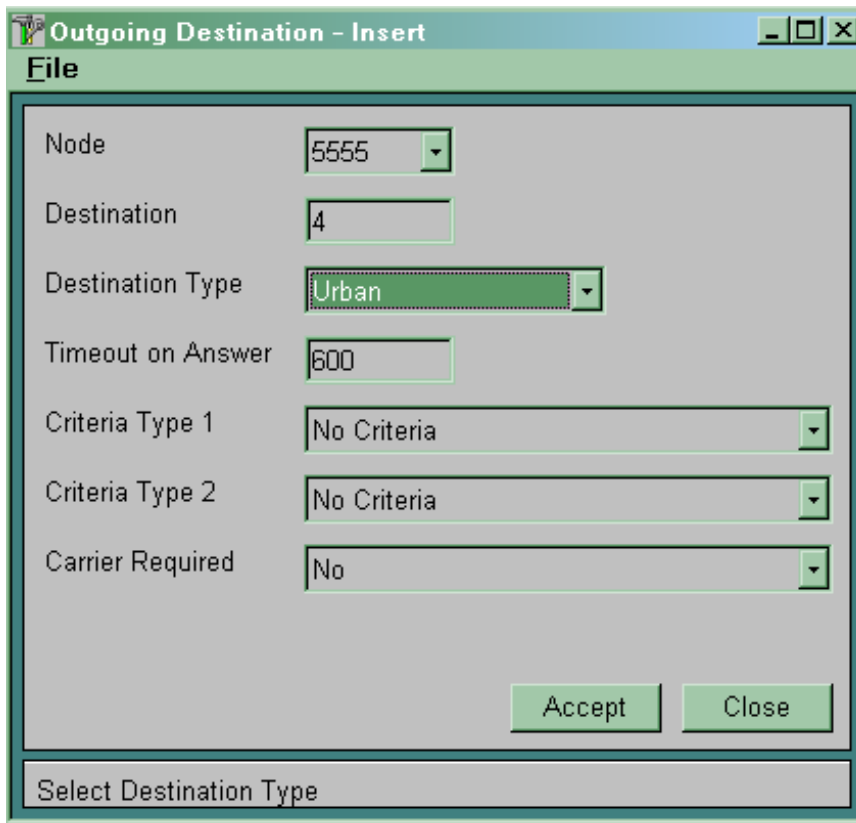 Outgoing Destination - Insert
File
Node 5555
Destination 4
Destination Type Urban
Timeout on Answer 600
Criteria Type 1 No Criteria
Criteria Type 2 No Criteria
Carrier Required No
Accept Close
Select Destination Type